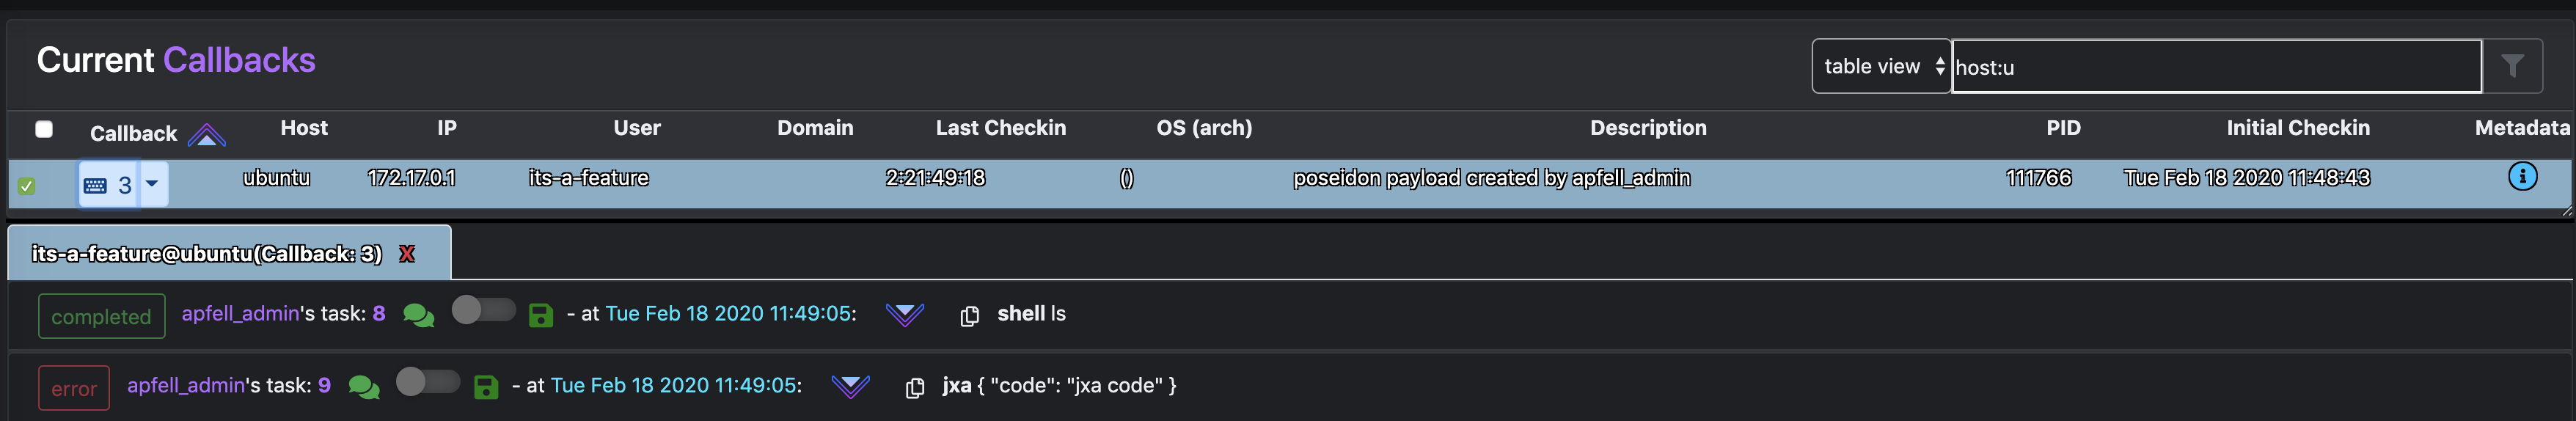 Current Callbacks
table view host:u
Callback Host IP User Domain Last Checkin OS (arch) Description PID Initial Checkin Metadata
3 ubuntu 172.17.0.1 its-a-feature 2:21:49:18 () poseidon payload created by apfell_admin 111766 Tue Feb 18 2020 11:48:43
its-a-feature@ubuntu(Callback: 3) X
completed apfell_admin's task: 8 - at Tue Feb 18 2020 11:49:05: shell ls
error apfell_admin's task: 9 - at Tue Feb 18 2020 11:49:05: jxa { "code": "jxa code" }